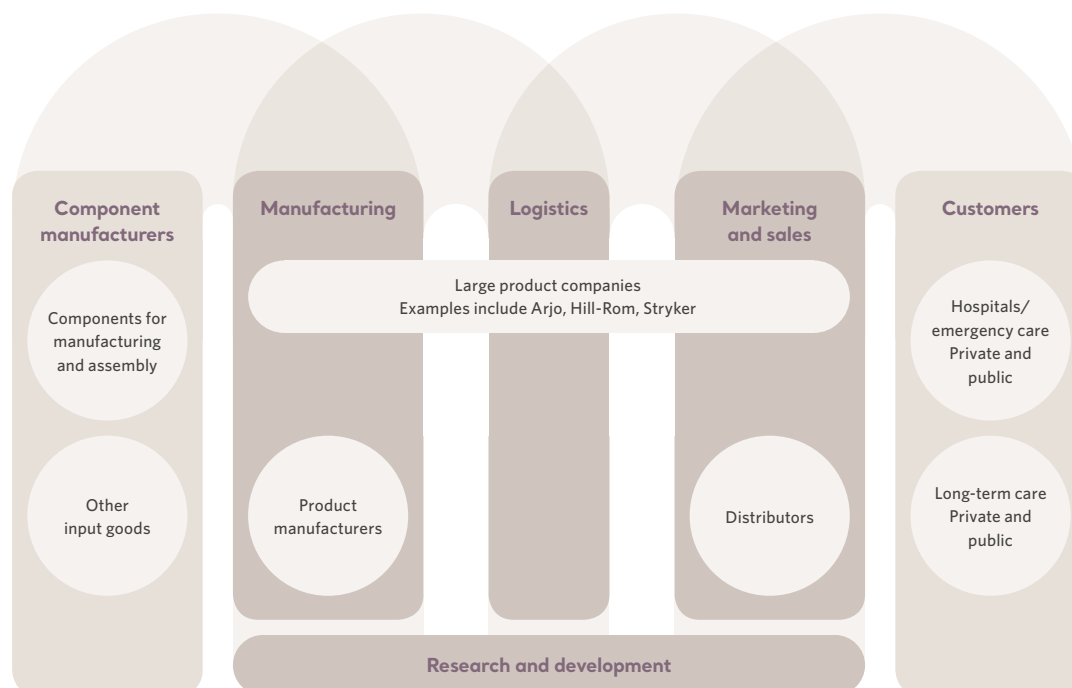 Component
manufacturers
Manufacturing
Logistics
Marketing
and sales
Customers
Large product companies
Examples include Arjo, Hill-Rom, Stryker
Components for
manufacturing
and assembly
Hospitals/
emergency care
Private and
public
Other
input goods
Product
manufacturers
Distributors
Long-term care
Private and
public
Research and development